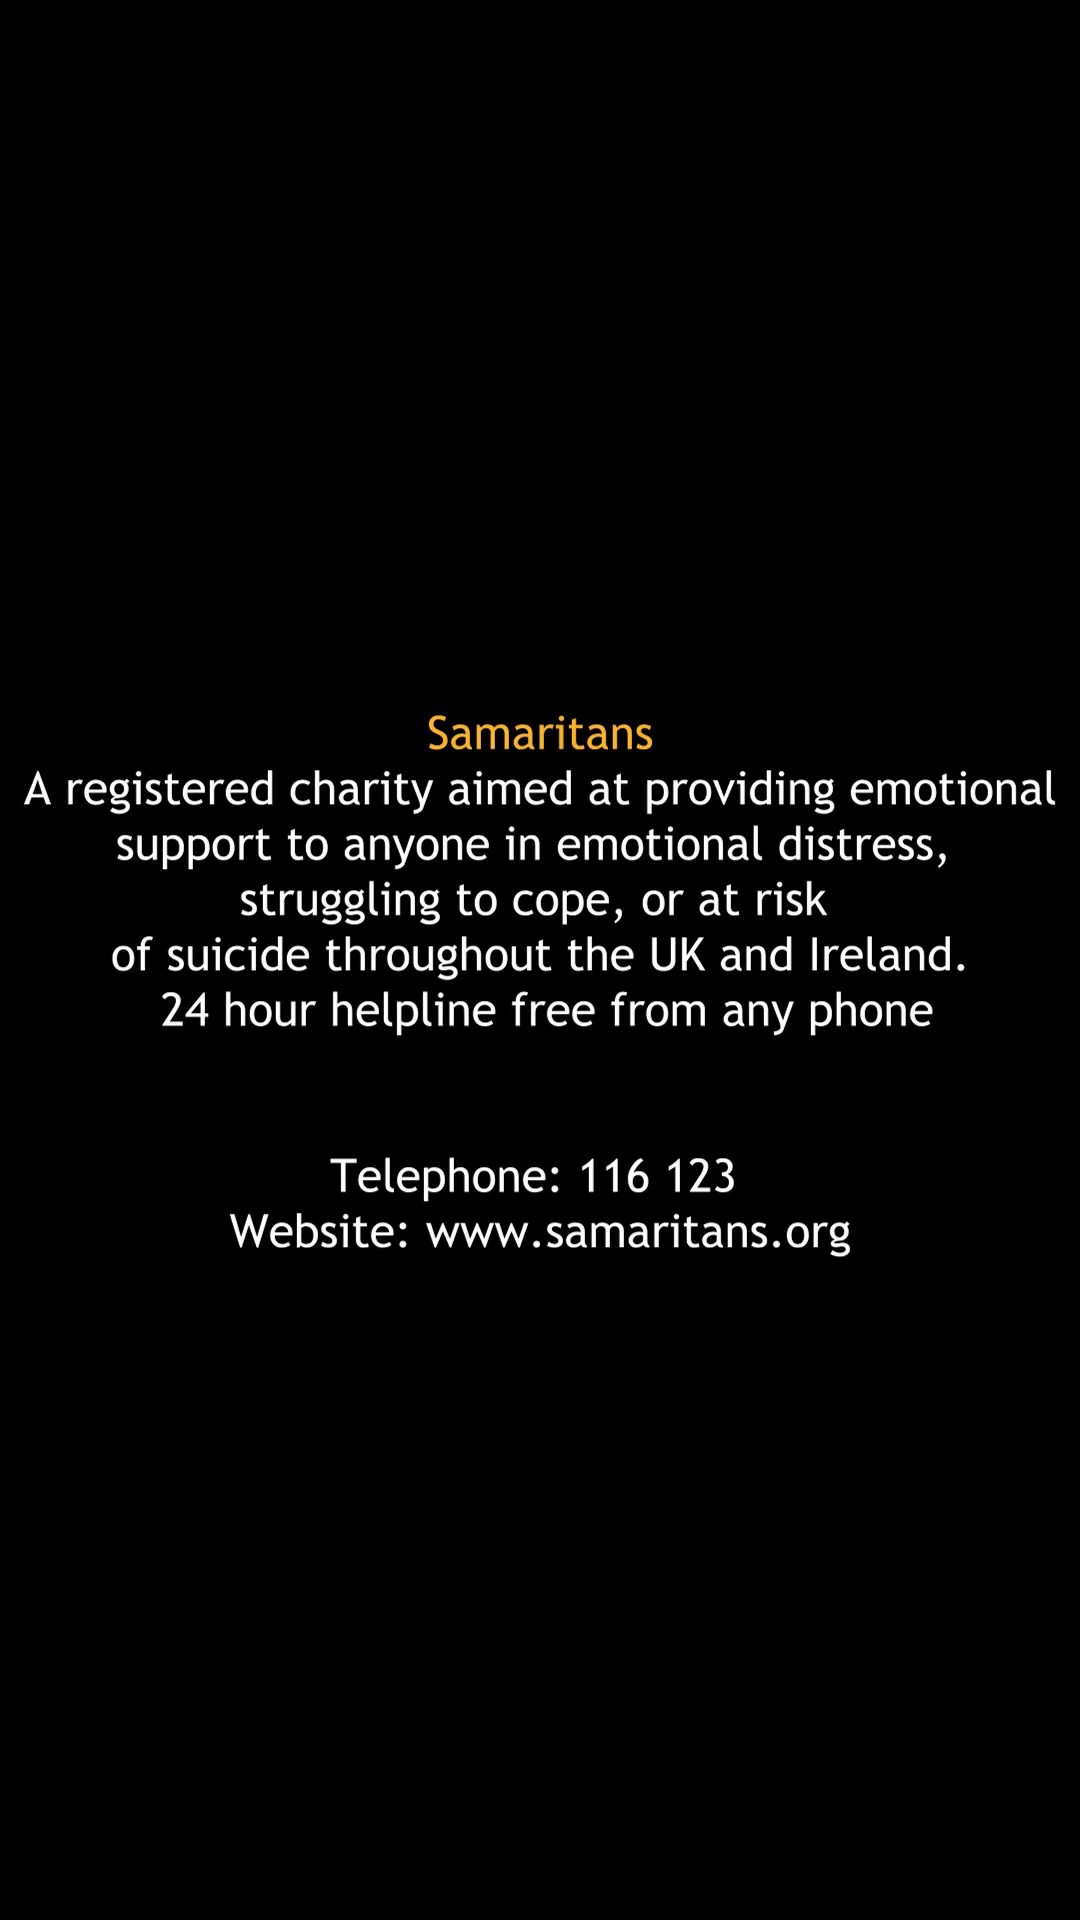 Samaritans
A registered charity aimed at providing emotional
support to anyone in emotional distress,
struggling to cope, or at risk
of suicide throughout the UK and Ireland.
24 hour helpline free from any phone
Telephone: 116 123
Website: www.samaritans.org